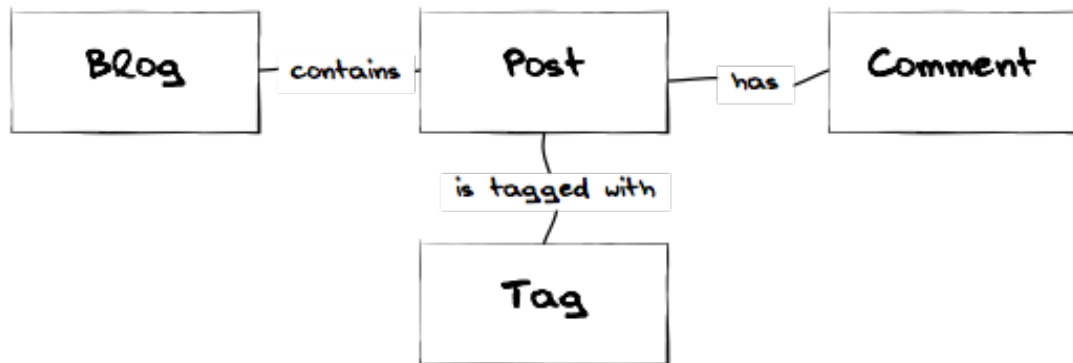 Blog
contains
Post
has
Comment
is tagged with
Tag